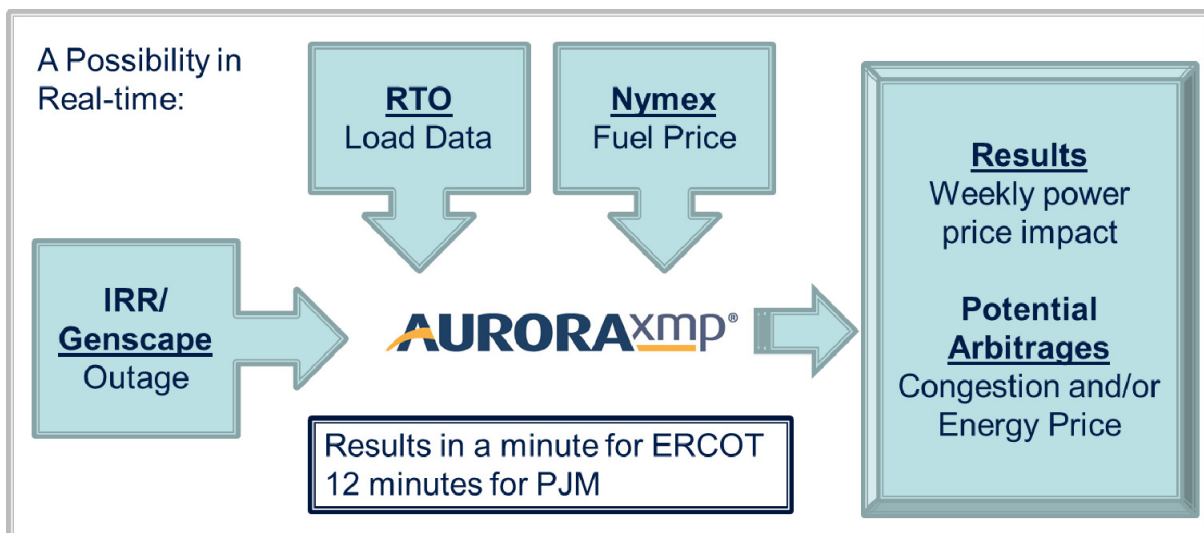 A Possibility in
Real-time:
RTO
Load Data
Nymex
Fuel Price
IRR/
Genscape
Outage
AURORAxmp®
Results in a minute for ERCOT
12 minutes for PJM
Results
Weekly power
price impact
Potential
Arbitrages
Congestion and/or
Energy Price